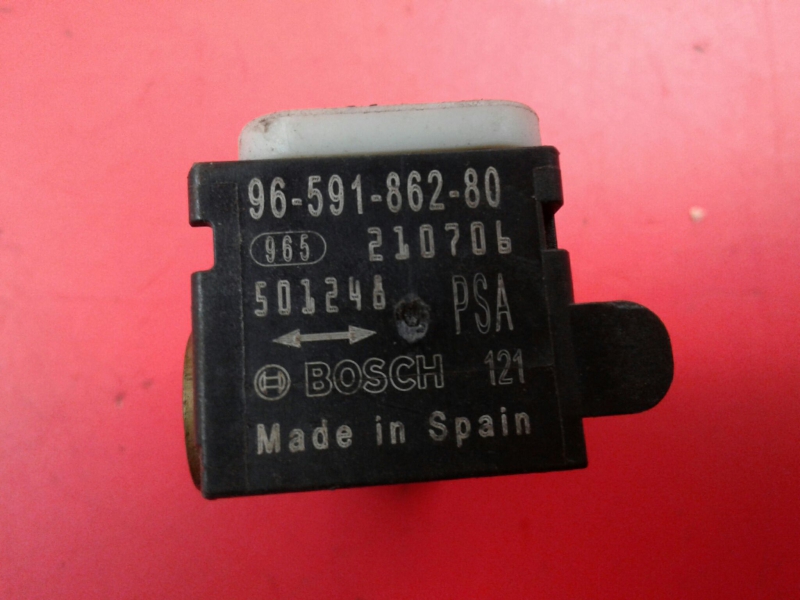 96-591-862-80
965 210706
501248 PSA
BOSCH 121
Made in Spain